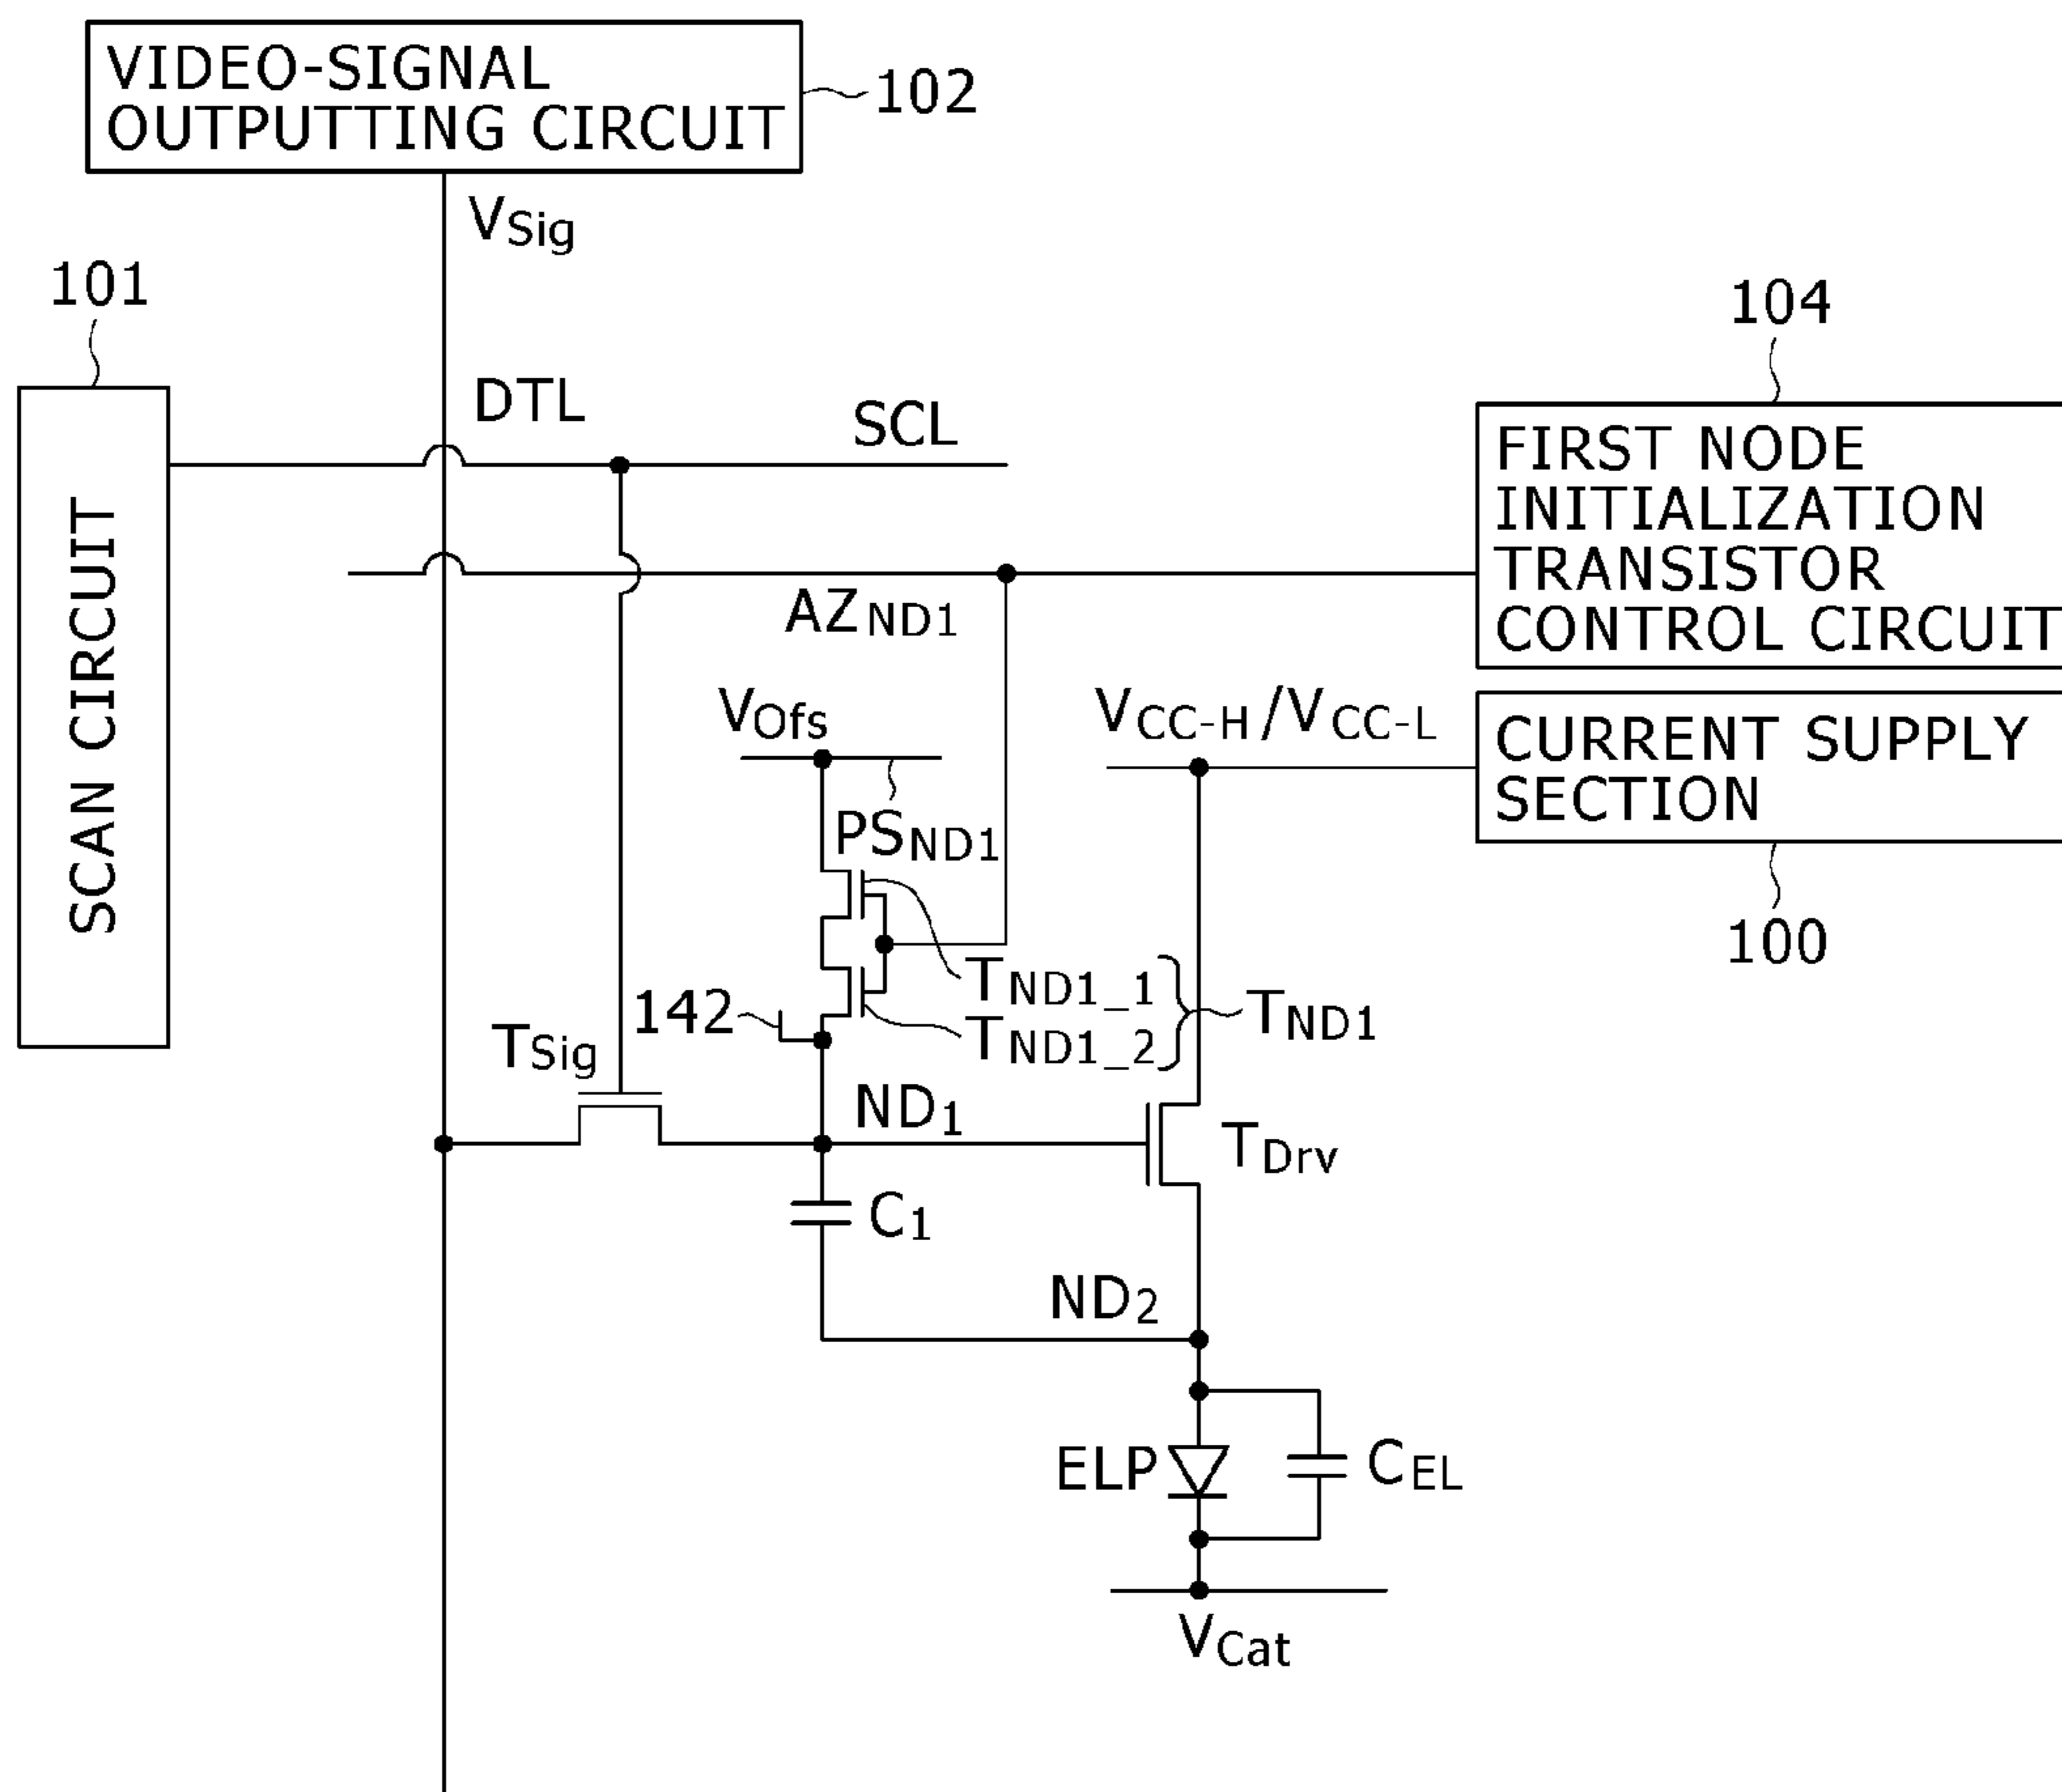 VIDEO-SIGNAL
OUTPUTTING CIRCUIT
102
VSig
101
104
DTL
SCL
SCAN CIRCUIT
FIRST NODE
INITIALIZATION
TRANSISTOR
CONTROL CIRCUIT
AZND1
VOfs
VCC-H/VCC-L
CURRENT SUPPLY
SECTION
PSND1
100
TND1_1
TND1_2
TND1
142
TSig
ND1
TDrv
C1
ND2
ELP
CEL
VCat